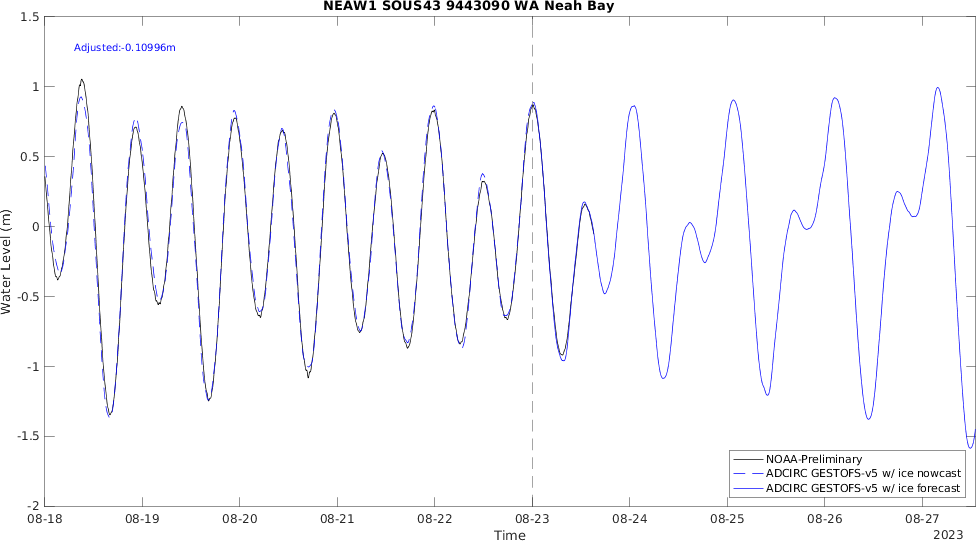 NEAW1 SOUS43 9443090 WA Neah Bay
Adjusted:-0.10996m
Water Level (m)
1.5
1
0.5
0
-0.5
-1
-1.5
-2
NOAA-Preliminary
ADCIRC GESTOFS-v5 w/ ice nowcast
ADCIRC GESTOFS-v5 w/ ice forecast
08-18 08-19 08-20 08-21 08-22 08-23 08-24 08-25 08-26 08-27
Time
2023